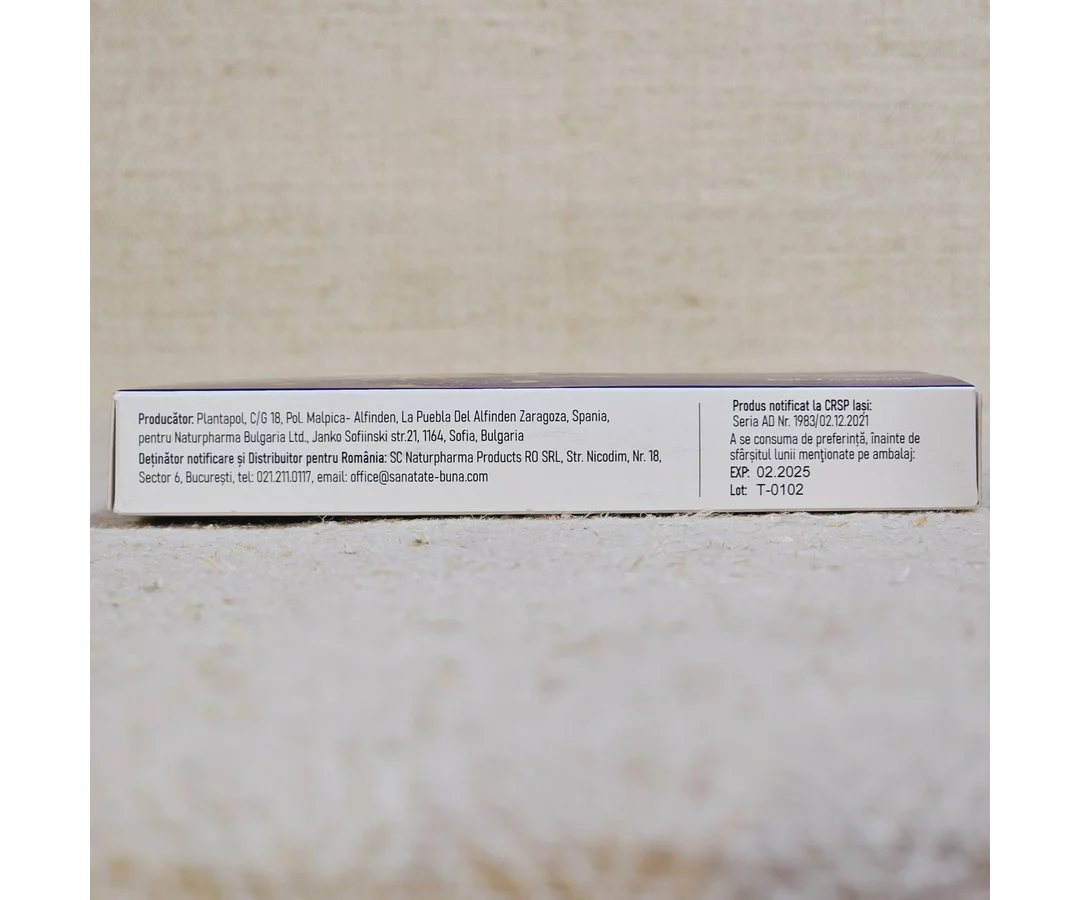 Producător: Plantapol, C/G 18, Pol. Malpica- Alfinden, La Puebla Del Alfinden Zaragoza, Spania,
pentru Naturpharma Bulgaria Ltd., Janko Sofiinski str.21, 1164, Sofia, Bulgaria
Deținător notificare și Distribuitor pentru România: SC Naturpharma Products RO SRL, Str. Nicodim, Nr. 18,
Sector 6, București, tel: 021.211.0117, email: office@sanatate-buna.com
Produs notificat la CRSP Iași:
Seria AD Nr. 1983/02.12.2021
A se consuma de preferință, înainte de
sfârșitul lunii menționate pe ambalaj:
EXP: 02.2025
Lot: T-0102